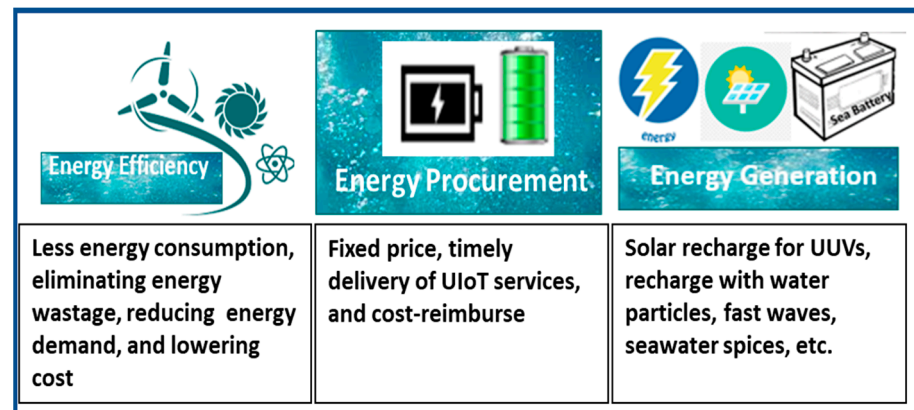 energy
Sea Battery
Energy Efficiency
Energy Procurement
Energy Generation
Less energy consumption,
eliminating energy
wastage, reducing energy
demand, and lowering
cost
Fixed price, timely
delivery of UIoT services,
and cost-reimburse
Solar recharge for UUVs,
recharge with water
particles, fast waves,
seawater spices, etc.